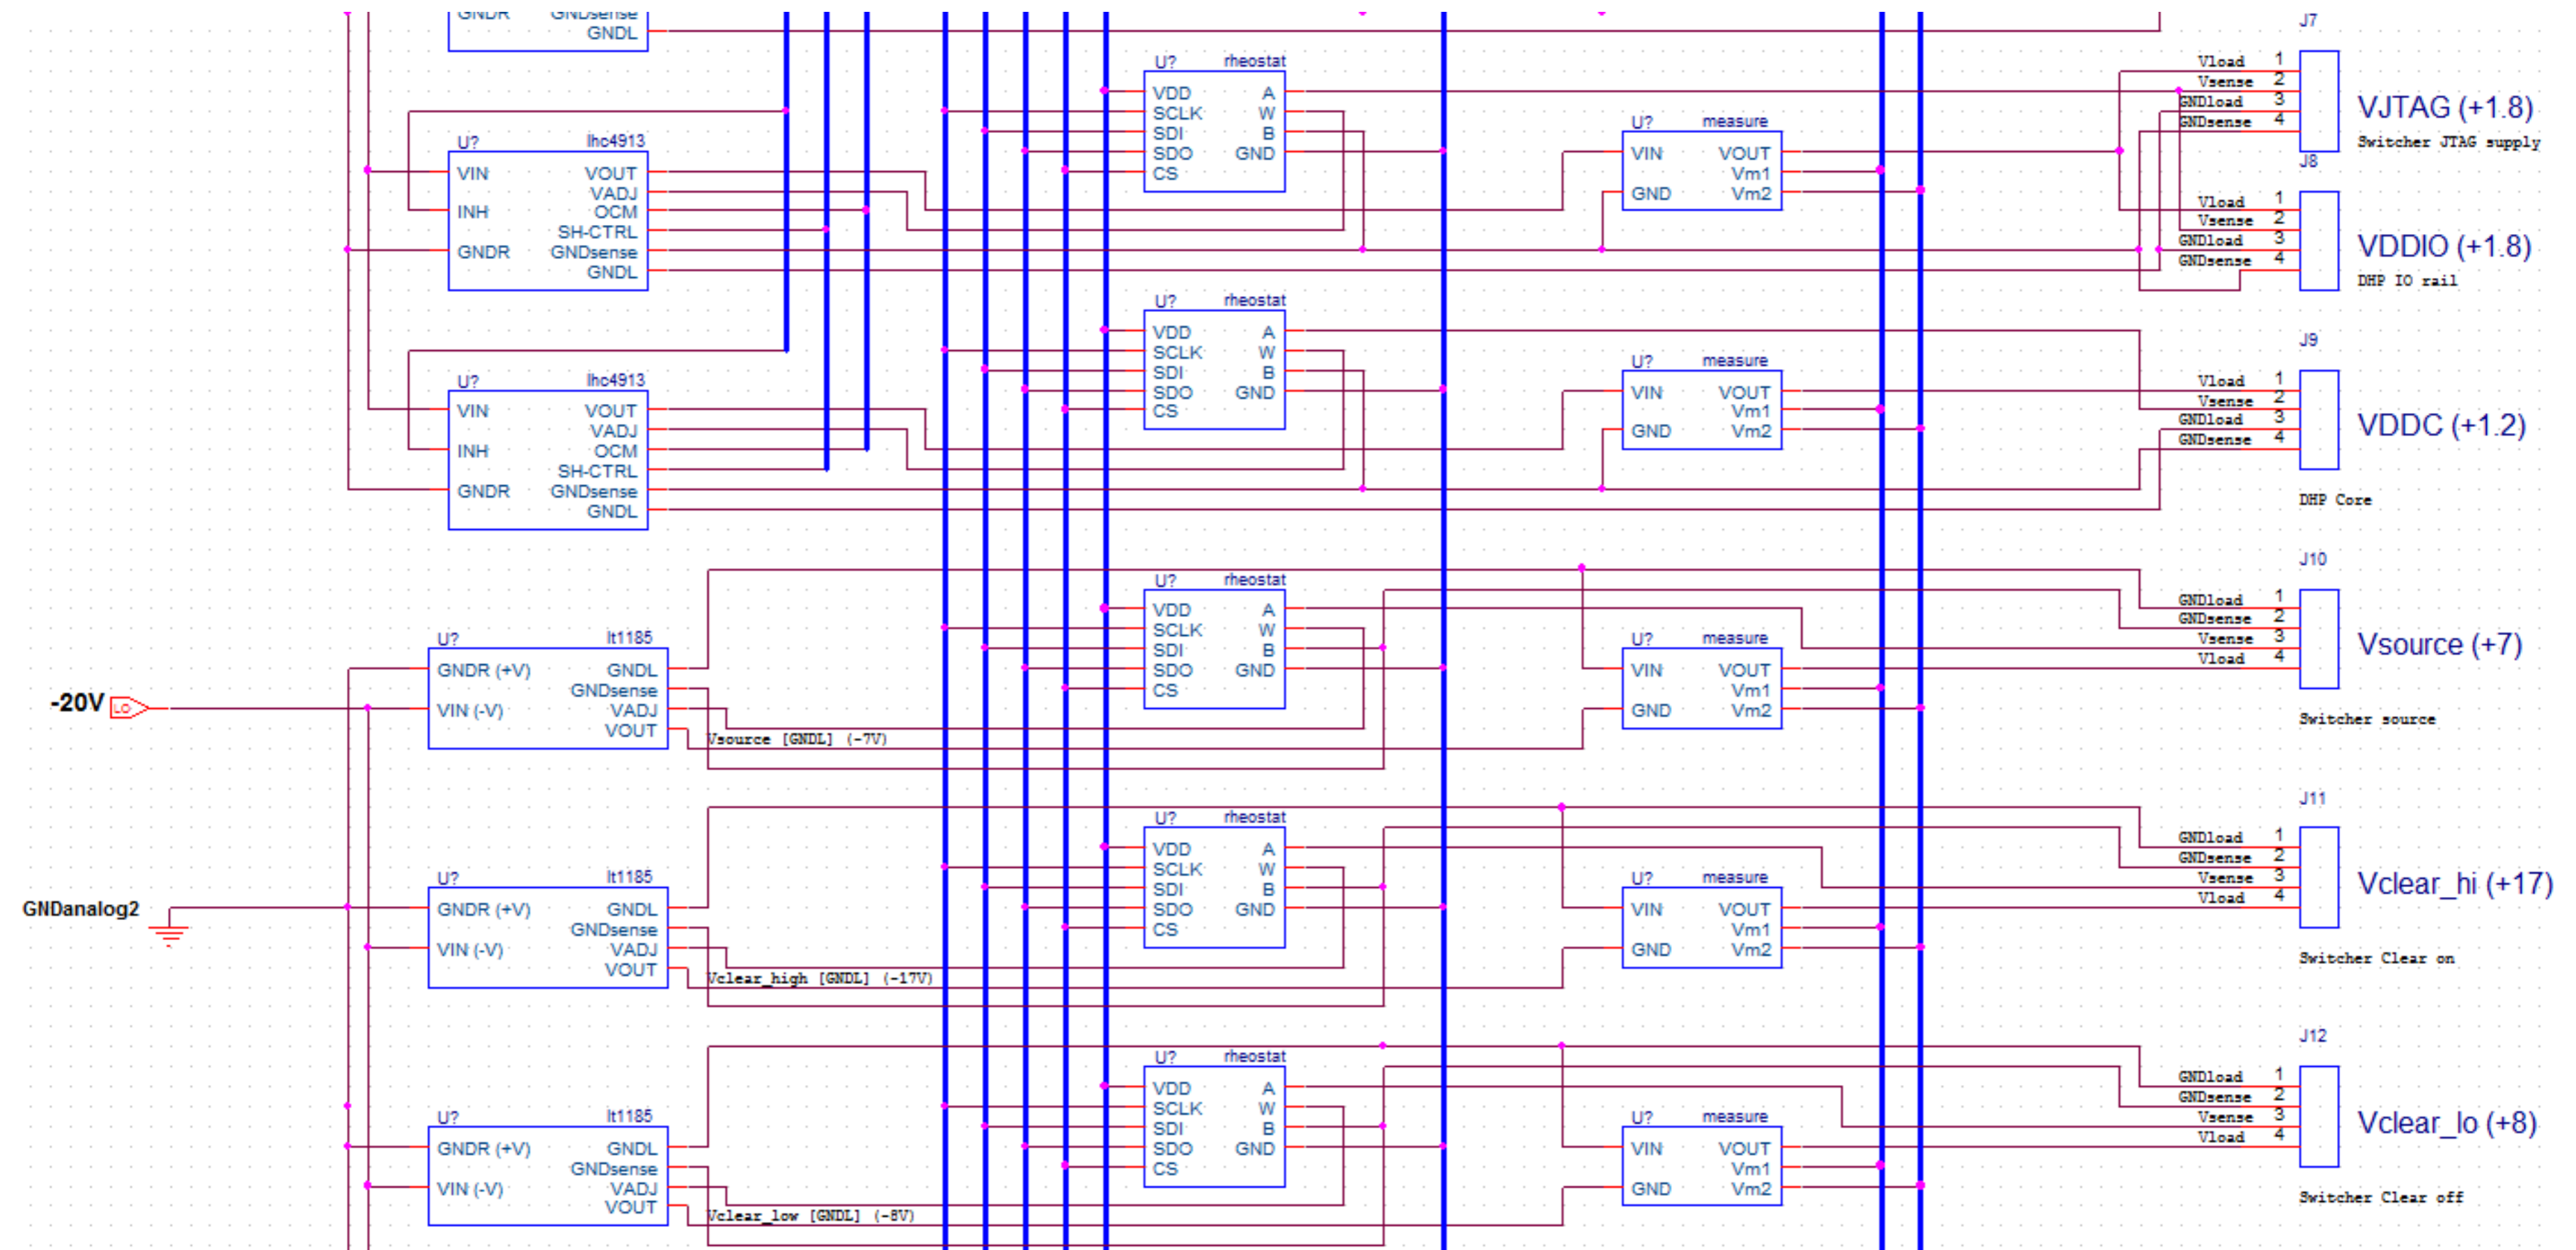 GNDR GNDsense
GNDL
J7
U? rheostat
VDD A
SCLK W
SDI B
SDO GND
CS
U? measure
VIN VOUT
Vm1
GND Vm2
Vload 1
Vsense 2
GNDload 3
GNDsense 4
VJTAG (+1.8)
Switcher JTAG supply
U? lhc4913
VIN VOUT
VADJ
INH OCM
SH-CTRL
GNDR GNDsense
GNDL
J8
Vload 1
Vsense 2
GNDload 3
GNDsense 4
VDDIO (+1.8)
DHP IO rail
U? rheostat
VDD A
SCLK W
SDI B
SDO GND
CS
U? measure
VIN VOUT
Vm1
GND Vm2
J9
Vload 1
Vsense 2
GNDload 3
GNDsense 4
VDDC (+1.2)
DHP Core
U? lhc4913
VIN VOUT
VADJ
INH OCM
SH-CTRL
GNDR GNDsense
GNDL
U? rheostat
VDD A
SCLK W
SDI B
SDO GND
CS
U? measure
VIN VOUT
Vm1
GND Vm2
J10
GNDload 1
GNDsense 2
Vsense 3
Vload 4
Vsource (+7)
Switcher source
-20V LO
U? lt1185
GNDR (+V) GNDL
GNDsense
VIN (-V) VADJ
VOUT
Vsource [GNDL] (-7V)
U? rheostat
VDD A
SCLK W
SDI B
SDO GND
CS
U? measure
VIN VOUT
Vm1
GND Vm2
J11
GNDload 1
GNDsense 2
Vsense 3
Vload 4
Vclear_hi (+17)
Switcher Clear on
GNDanalog2
U? lt1185
GNDR (+V) GNDL
GNDsense
VIN (-V) VADJ
VOUT
Vclear_high [GNDL] (-17V)
U? rheostat
VDD A
SCLK W
SDI B
SDO GND
CS
U? measure
VIN VOUT
Vm1
GND Vm2
J12
GNDload 1
GNDsense 2
Vsense 3
Vload 4
Vclear_lo (+8)
Switcher Clear off
U? lt1185
GNDR (+V) GNDL
GNDsense
VIN (-V) VADJ
VOUT
Vclear_low [GNDL] (-8V)